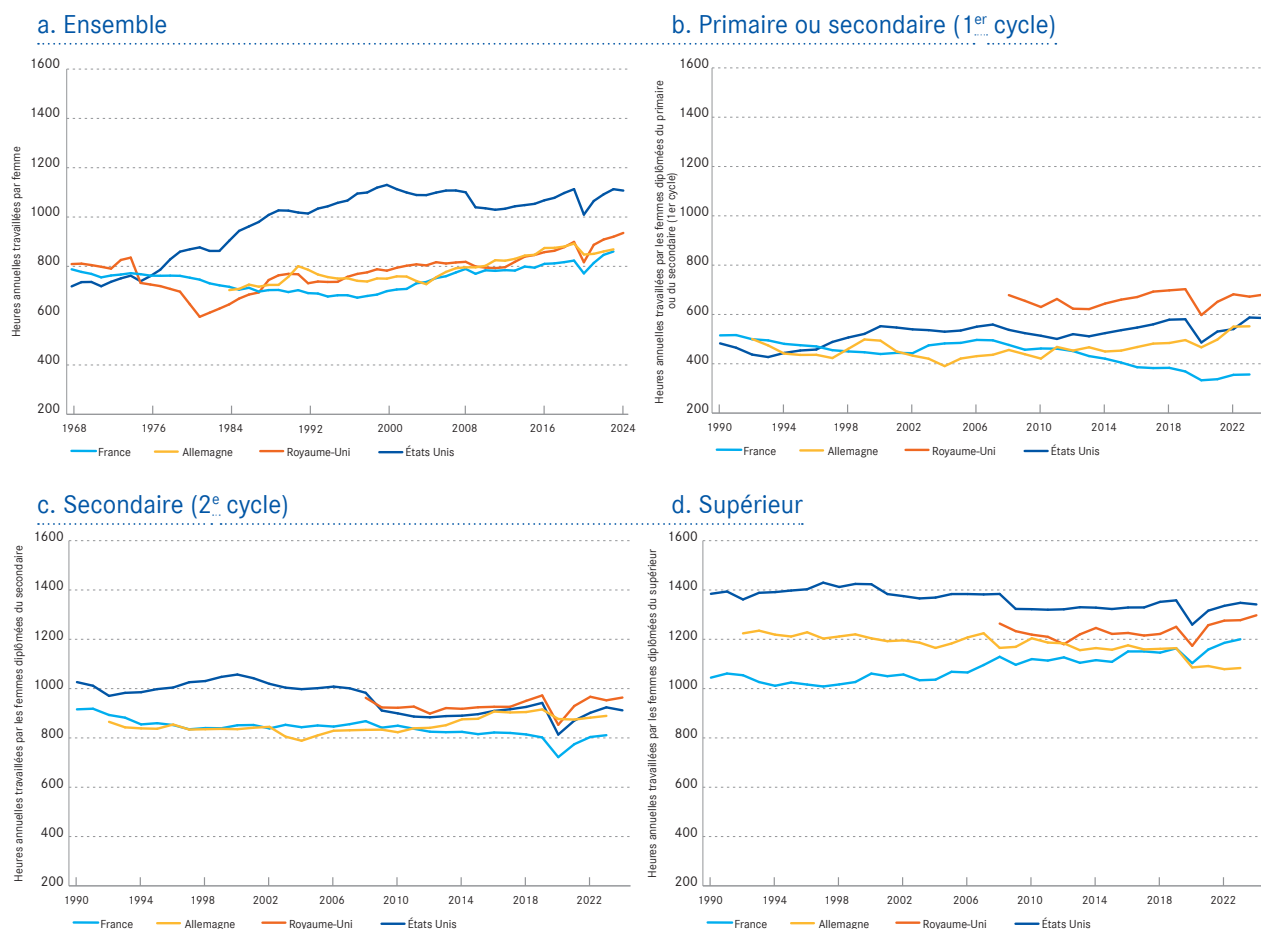 a. Ensemble
Heures annuelles travaillées par femme
1600
1400
1200
1000
800
600
400
200
1968 1976 1984 1992 2000 2008 2016 2024
France Allemagne Royaume-Uni États Unis
b. Primaire ou secondaire (1er cycle)
Heures annuelles travaillées par les femmes diplômées du primaire
ou du secondaire (1er cycle)
1600
1400
1200
1000
800
600
400
200
1990 1994 1998 2002 2006 2010 2014 2018 2022
France Allemagne Royaume-Uni États Unis
c. Secondaire (2e cycle)
Heures annuelles travaillées par les femmes diplômées du secondaire
1600
1400
1200
1000
800
600
400
200
1990 1994 1998 2002 2006 2010 2014 2018 2022
France Allemagne Royaume-Uni États Unis
d. Supérieur
Heures annuelles travaillées par les femmes diplômées du supérieur
1600
1400
1200
1000
800
600
400
200
1990 1994 1998 2002 2006 2010 2014 2018 2022
France Allemagne Royaume-Uni États Unis